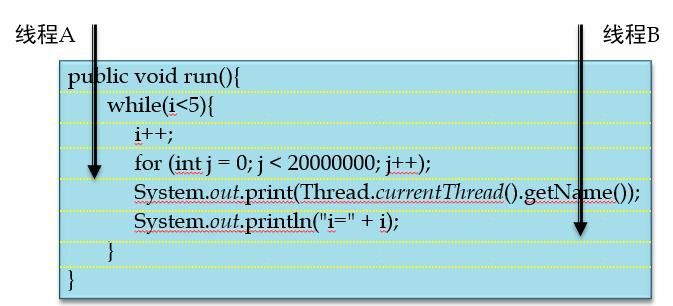 线程A 线程B
public void run(){
while(i<5){
i++;
for (int j = 0; j < 20000000; j++);
System.out.print(Thread.currentThread().getName());
System.out.println("i=" + i);
}
}